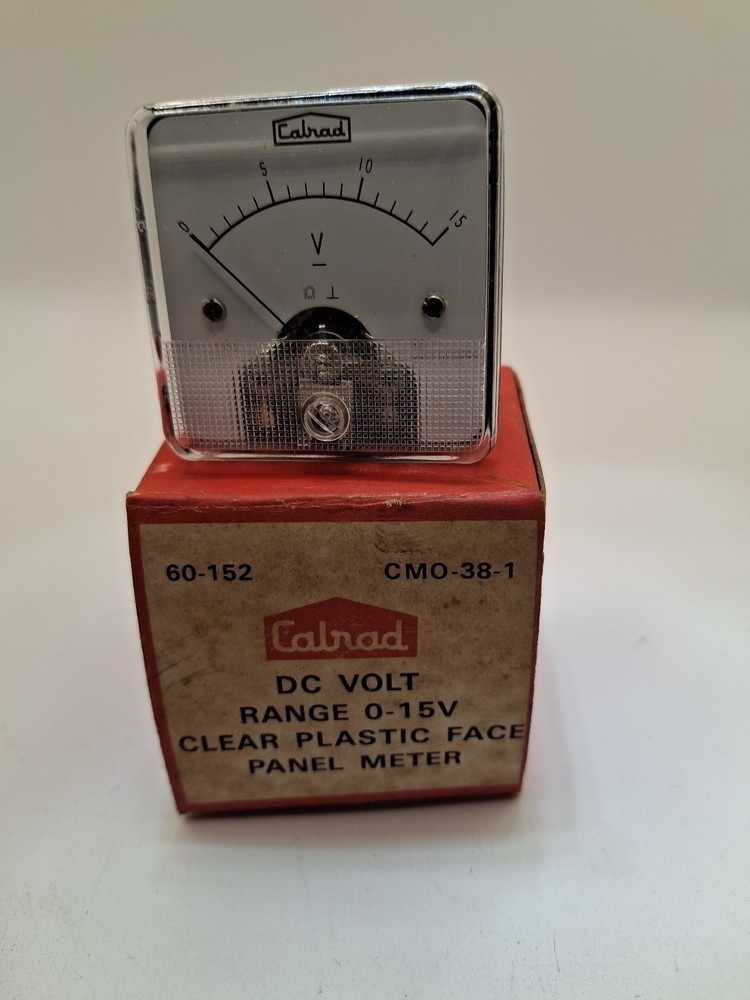 Calrad
0 5 10 15
V
Ω ⊥
60-152 CMO-38-1
Calrad
DC VOLT
RANGE 0-15V
CLEAR PLASTIC FACE
PANEL METER